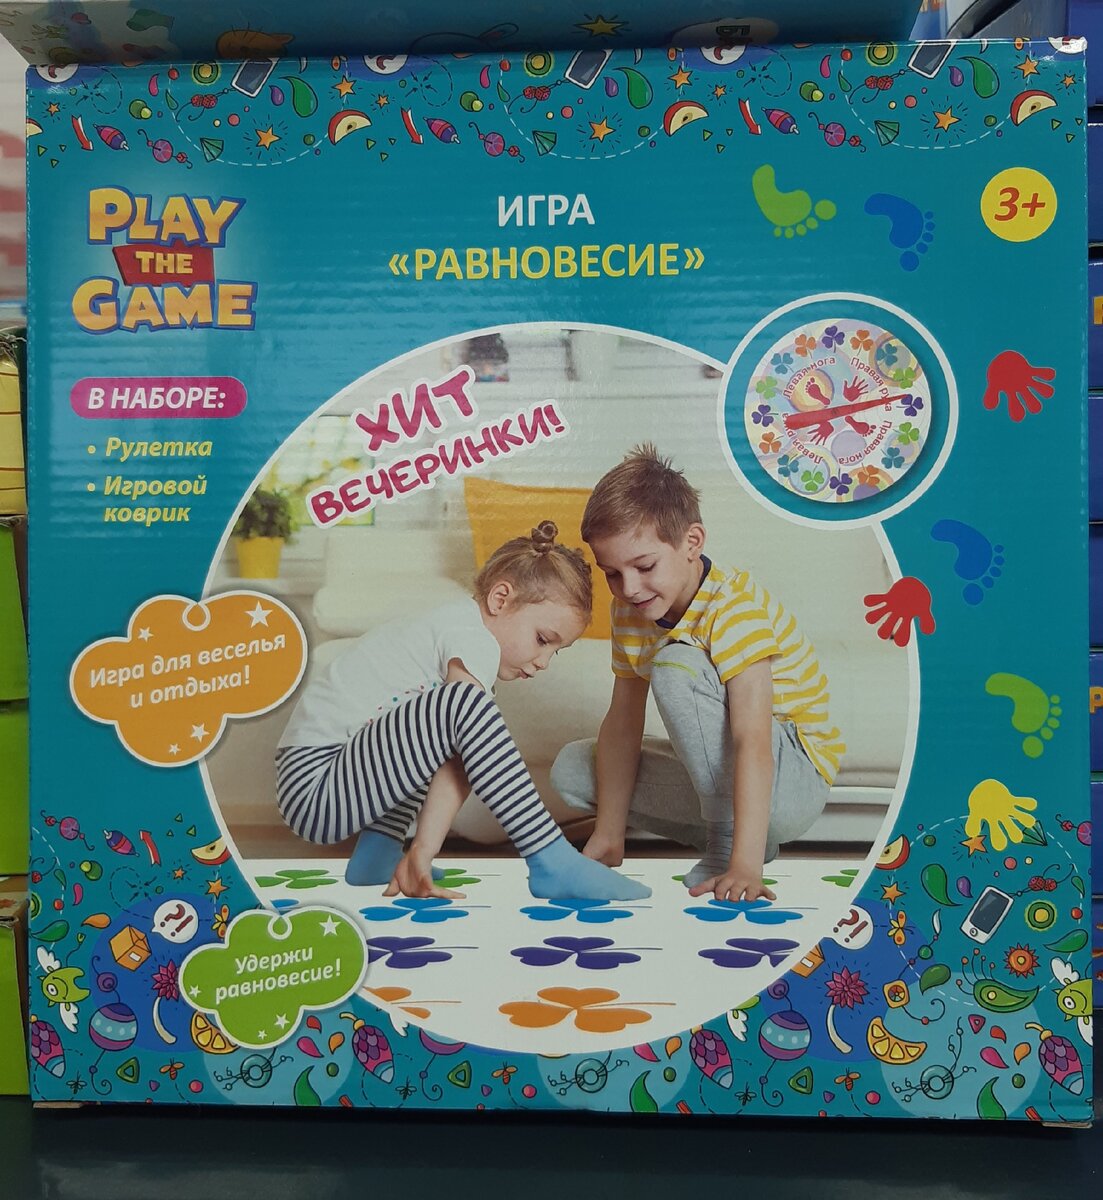 PLAY
THE
GAME
ИГРА
«РАВНОВЕСИЕ»
3+
В НАБОРЕ:
• Рулетка
• Игровой
коврик
ХИТ
ВЕЧЕРИНКИ!
Левая нога
Правая рука
Правая нога
Левая
Игра для веселья
и отдыха!
Удержи
равновесие!
?!
?!